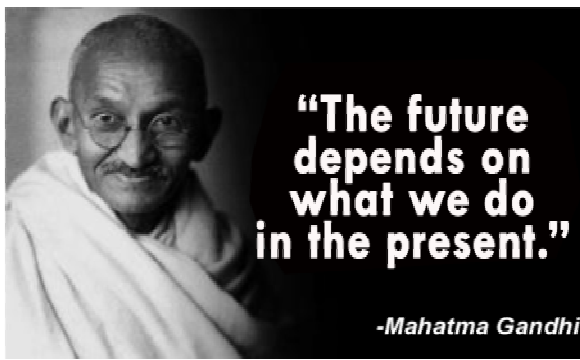 “The future
depends on
what we do
in the present.”
-Mahatma Gandhi